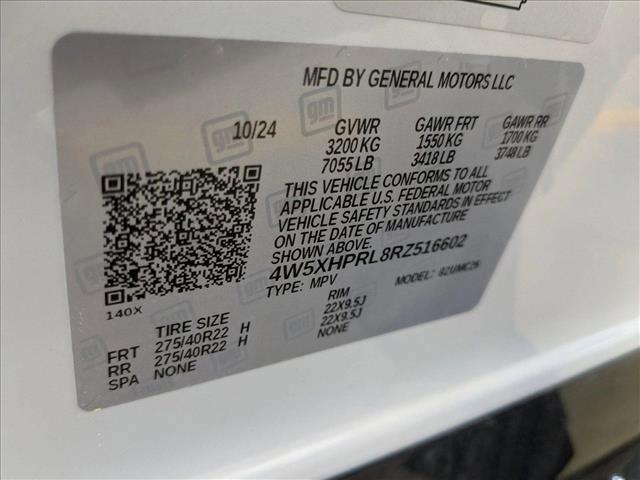 MFD BY GENERAL MOTORS LLC
10/24 GVWR GAWR FRT GAWR RR
3200 KG 1550 KG 1700 KG
7055 LB 3418 LB 3748 LB
THIS VEHICLE CONFORMS TO ALL
APPLICABLE U.S. FEDERAL MOTOR
VEHICLE SAFETY STANDARDS IN EFFECT
ON THE DATE OF MANUFACTURE
SHOWN ABOVE.
4W5XHPRL8RZ516602
TYPE: MPV MODEL: 82UMC26
140X
TIRE SIZE RIM
FRT 275/40R22 H 22X9.5J
RR 275/40R22 H 22X9.5J
SPA NONE NONE
gm